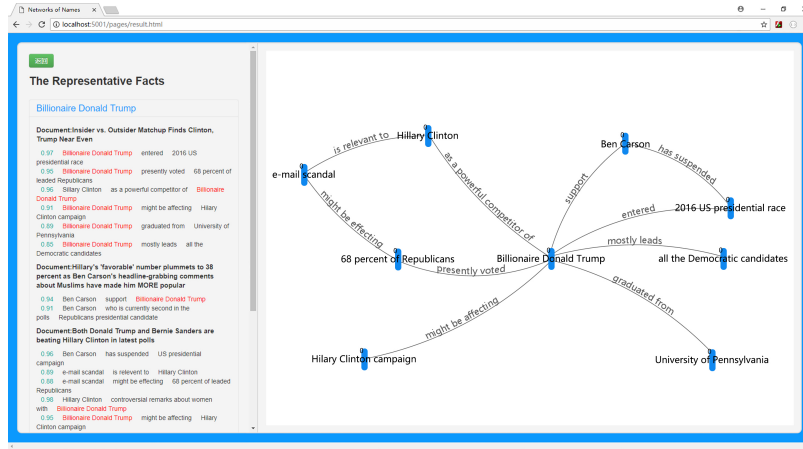 Networks of Names
localhost:5001/pages/result.html
The Representative Facts
Billionaire Donald Trump
Document:Insider vs. Outsider Matchup Finds Clinton,
Trump Near Even
0.97 Billionaire Donald Trump entered 2016 US
presidential race
0.95 Billionaire Donald Trump presently voted 68 percent of
leaded Republicans
0.96 Sillary Clinton as a powerful competitor of Billionaire
Donald Trump
0.91 Billionaire Donald Trump might be affecting Hilary
Clinton campaign
0.89 Billionaire Donald Trump graduated from University of
Pennsylvania
0.85 Billionaire Donald Trump mostly leads all the
Democratic candidates
Document:Hillary's 'favorable' number plummets to 38
percent as Ben Carson's headline-grabbing comments
about Muslims have made him MORE popular
0.94 Ben Carson support Billionaire Donald Trump
0.91 Ben Carson who is currently second in the
polls Republicans presidential candidate
Document:Both Donald Trump and Bernie Sanders are
beating Hillary Clinton in latest polls
0.96 Ben Carson has suspended US presidential
campaign
0.89 e-mail scandal is relevent to Hillary Clinton
0.88 e-mail scandal might be effecting 68 percent of leaded
Republicans
0.98 Hillary Clinton controversial remarks about women
with Billionaire Donald Trump
0.95 Billionaire Donald Trump might be affecting Hilary
Clinton campaign
is relevant to
Hillary Clinton
Ben Carson
has suspended
e-mail scandal
as a powerful competitor of
support
might be effecting
entered
2016 US presidential race
mostly leads
68 percent of Republicans
Billionaire Donald Trump
all the Democratic candidates
presently voted
graduated from
might be affecting
Hilary Clinton campaign
University of Pennsylvania